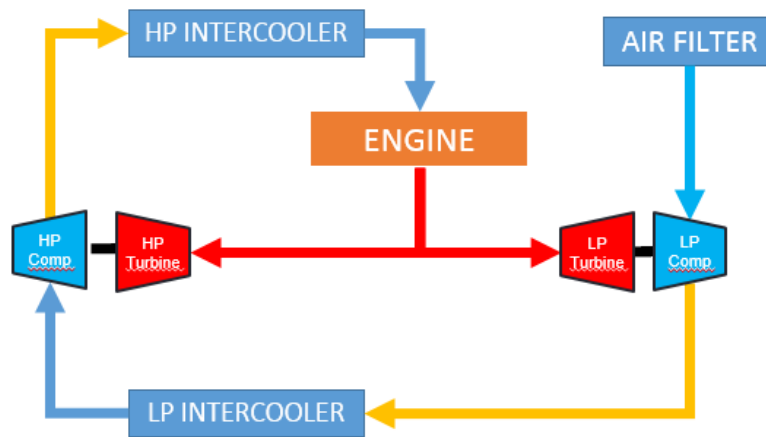 HP INTERCOOLER
AIR FILTER
ENGINE
HP
Comp
HP
Turbine
LP
Turbine
LP
Comp
LP INTERCOOLER